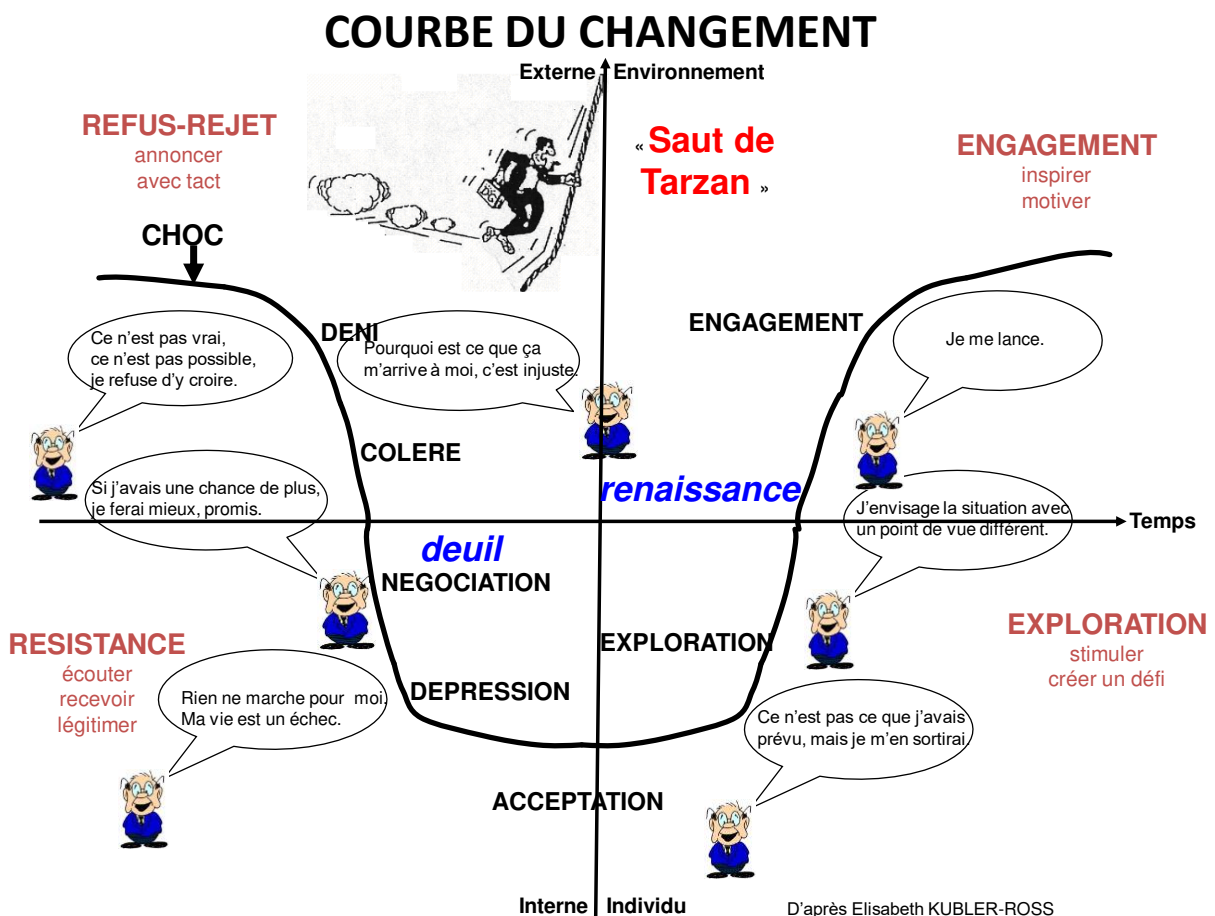 COURBE DU CHANGEMENT
Externe Environnement
REFUS-REJET
annoncer
avec tact
« Saut de
Tarzan »
ENGAGEMENT
inspirer
motiver
CHOC
DENI
ENGAGEMENT
Ce n'est pas vrai,
ce n'est pas possible,
je refuse d'y croire.
Pourquoi est ce que ça
m'arrive à moi, c'est injuste.
Je me lance.
COLERE
Si j'avais une chance de plus,
je ferai mieux, promis.
renaissance
J'envisage la situation avec
un point de vue différent.
Temps
deuil
NEGOCIATION
RESISTANCE
écouter
recevoir
légitimer
EXPLORATION
EXPLORATION
stimuler
créer un défi
Rien ne marche pour moi.
Ma vie est un échec.
DEPRESSION
Ce n'est pas ce que j'avais
prévu, mais je m'en sortirai.
ACCEPTATION
Interne Individu
D'après Elisabeth KUBLER-ROSS